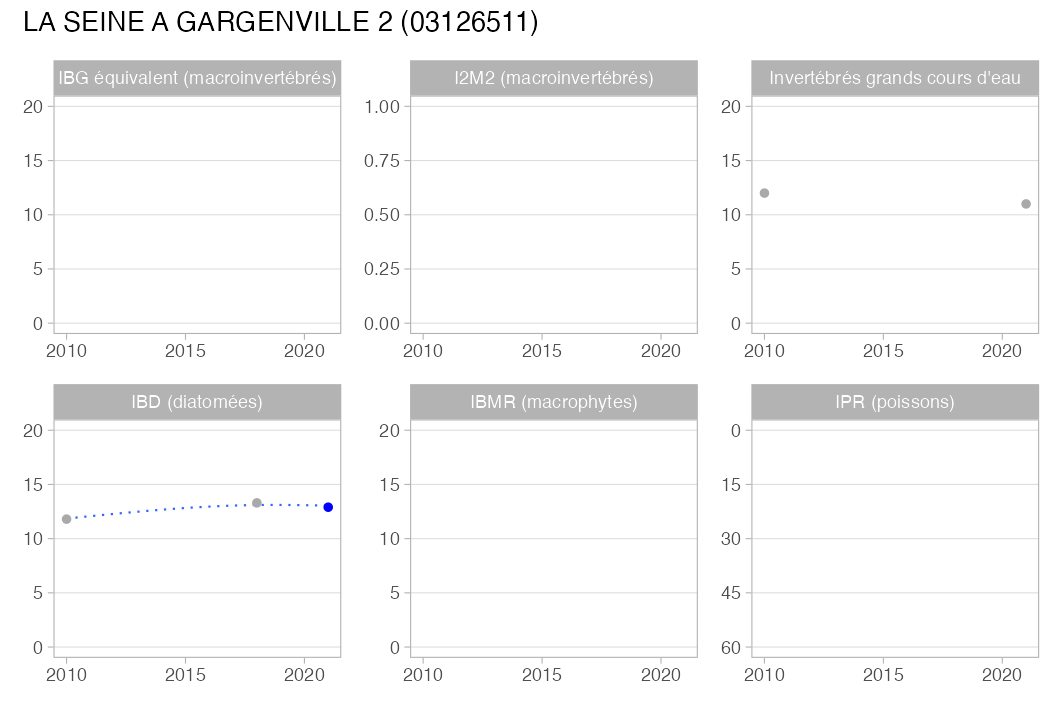 LA SEINE A GARGENVILLE 2 (03126511)
IBG équivalent (macroinvertébrés)
20
15
10
5
0
2010 2015 2020
I2M2 (macroinvertébrés)
1.00
0.75
0.50
0.25
0.00
2010 2015 2020
Invertébrés grands cours d'eau
20
15
10
5
0
2010 2015 2020
IBD (diatomées)
20
15
10
5
0
2010 2015 2020
IBMR (macrophytes)
20
15
10
5
0
2010 2015 2020
IPR (poissons)
0
15
30
45
60
2010 2015 2020